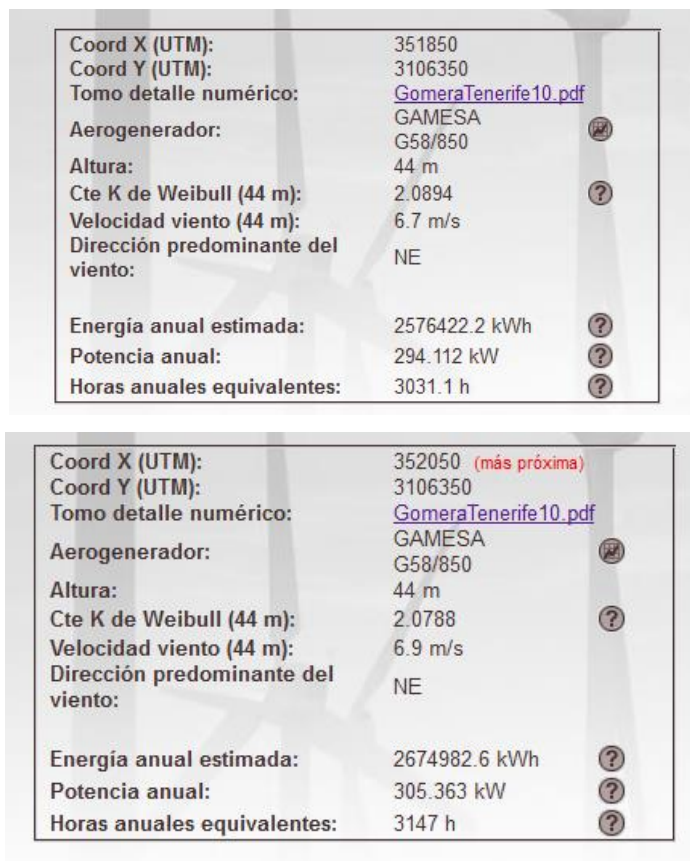 Coord X (UTM): 351850
Coord Y (UTM): 3106350
Tomo detalle numérico: GomeraTenerife10.pdf
Aerogenerador: GAMESA
G58/850
Altura: 44 m
Cte K de Weibull (44 m): 2.0894
Velocidad viento (44 m): 6.7 m/s
Dirección predominante del
viento: NE
Energía anual estimada: 2576422.2 kWh
Potencia anual: 294.112 kW
Horas anuales equivalentes: 3031.1 h
Coord X (UTM): 352050 (más próxima)
Coord Y (UTM): 3106350
Tomo detalle numérico: GomeraTenerife10.pdf
Aerogenerador: GAMESA
G58/850
Altura: 44 m
Cte K de Weibull (44 m): 2.0788
Velocidad viento (44 m): 6.9 m/s
Dirección predominante del
viento: NE
Energía anual estimada: 2674982.6 kWh
Potencia anual: 305.363 kW
Horas anuales equivalentes: 3147 h